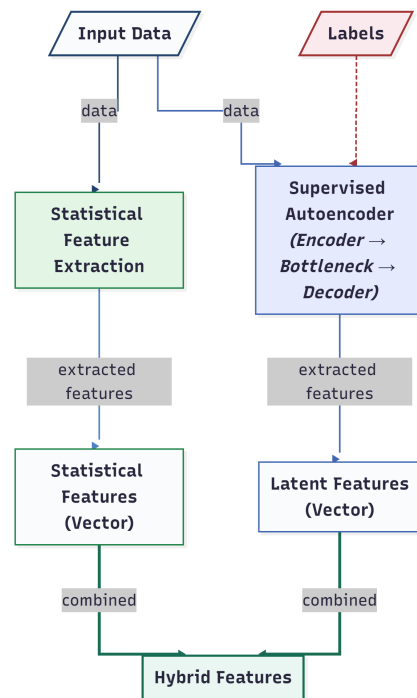 Input Data
Labels
data
data
Statistical
Feature
Extraction
Supervised
Autoencoder
(Encoder →
Bottleneck →
Decoder)
extracted
features
extracted
features
Statistical
Features
(Vector)
Latent Features
(Vector)
combined
combined
Hybrid Features